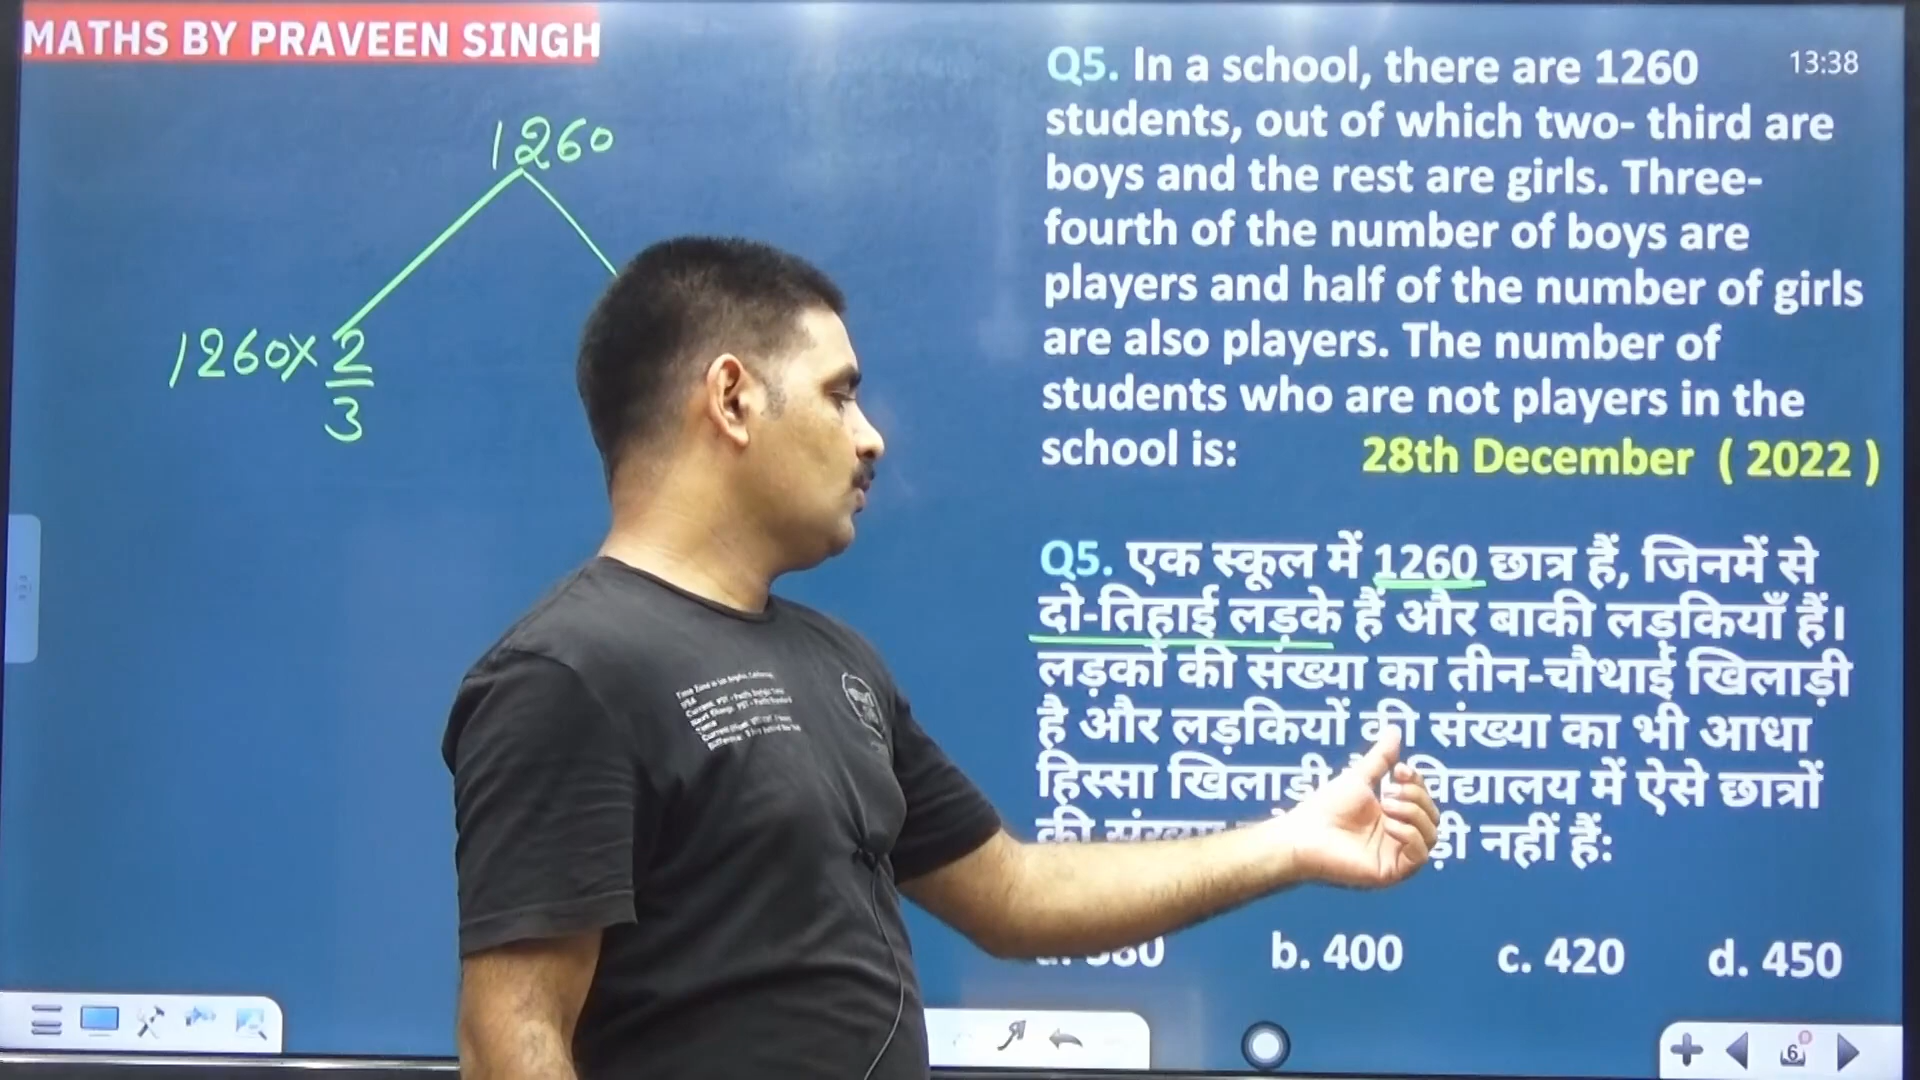 MATHS BY PRAVEEN SINGH
13:38
1260
1260×2/3
Q5. In a school, there are 1260
students, out of which two- third are
boys and the rest are girls. Three-
fourth of the number of boys are
players and half of the number of girls
are also players. The number of
students who are not players in the
school is:
28th December ( 2022 )
Q5. एक स्कूल में 1260 छात्र हैं, जिनमें से
दो-तिहाई लड़के हैं और बाकी लड़कियाँ हैं।
लड़कों की संख्या का तीन-चौथाई खिलाड़ी
है और लड़कियों की संख्या का भी आधा
हिस्सा खिलाड़ी विद्यालय में ऐसे छात्रों
की संख्या नहीं हैं:
b. 400 c. 420 d. 450
6